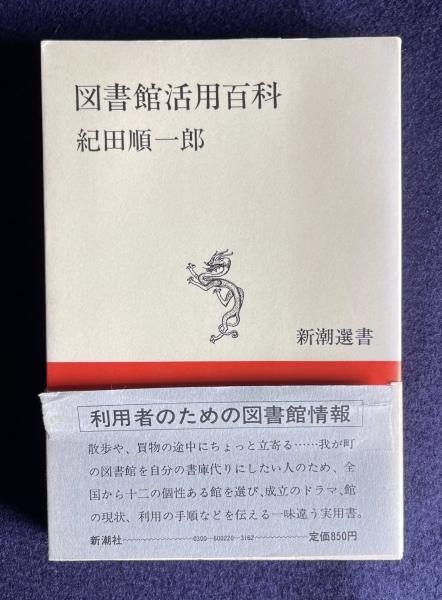 図書館活用百科
紀田順一郎
新潮選書
利用者のための図書館情報
散歩や、買物の途中にちょっと立寄る……我が町
の図書館を自分の書庫代りにしたい人のため、全
国から十二の個性ある館を選び、成立のドラマ、館
の現状、利用の手順などを伝える一味違う実用書。
新潮社――0300-600220-3162――定価850円